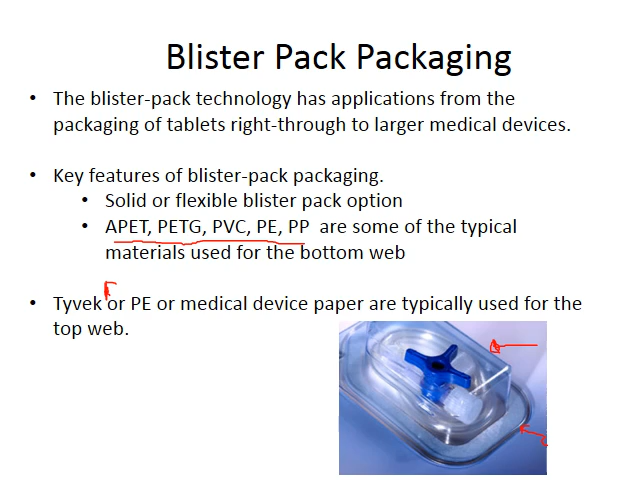 Blister Pack Packaging
• The blister-pack technology has applications from the
packaging of tablets right-through to larger medical devices.
• Key features of blister-pack packaging.
• Solid or flexible blister pack option
• APET, PETG, PVC, PE, PP are some of the typical
materials used for the bottom web
• Tyvek or PE or medical device paper are typically used for the
top web.